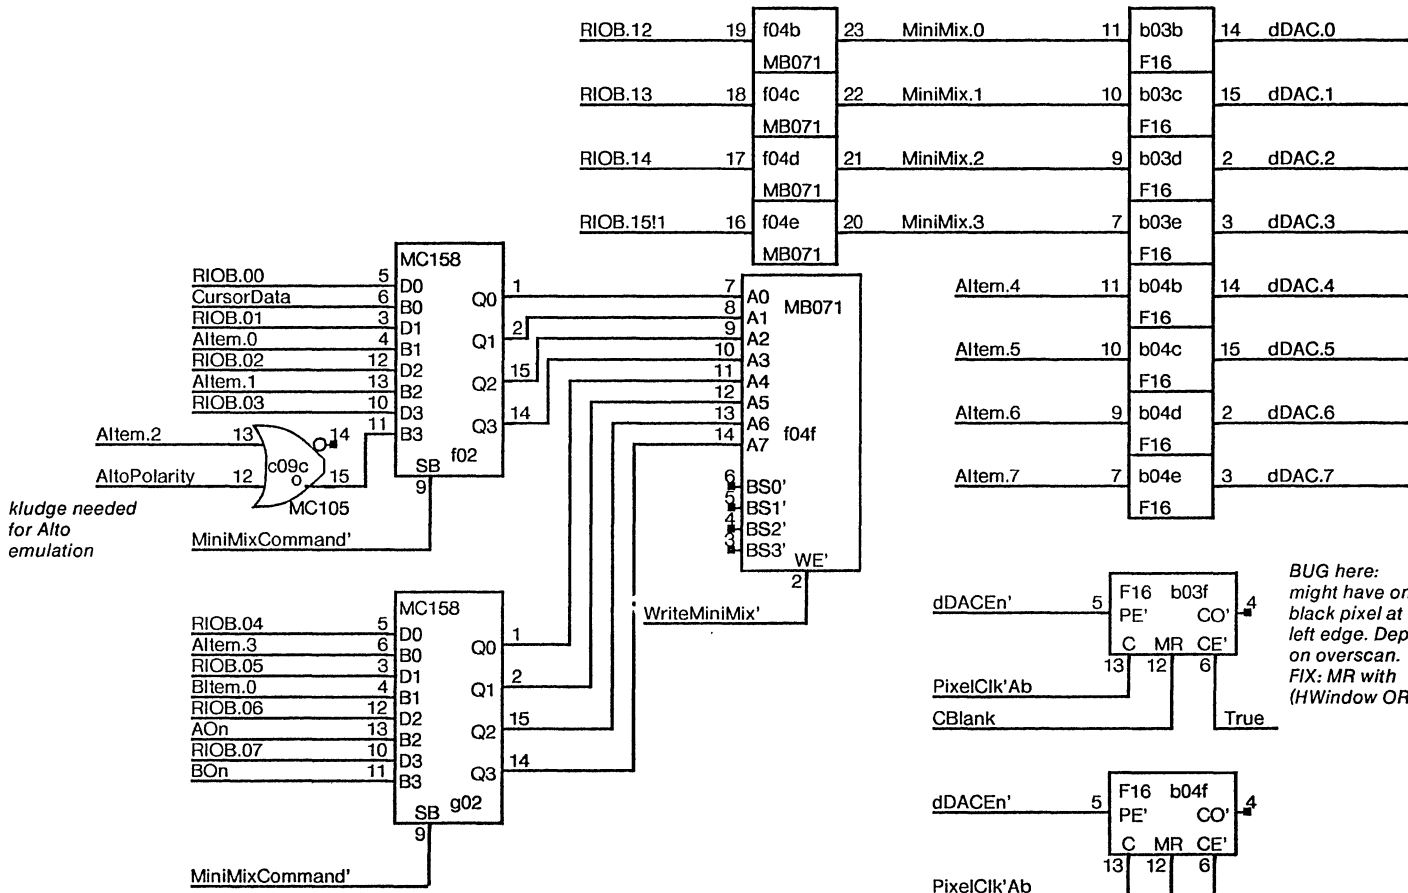 RIOB.12 19 f04b 23 MiniMix.0 11 b03b 14 dDAC.0
MB071 F16
RIOB.13 18 f04c 22 MiniMix.1 10 b03c 15 dDAC.1
MB071 F16
RIOB.14 17 f04d 21 MiniMix.2 9 b03d 2 dDAC.2
MB071 F16
RIOB.15!1 16 f04e 20 MiniMix.3 7 b03e 3 dDAC.3
MB071 F16
AItem.4 11 b04b 14 dDAC.4
F16
AItem.5 10 b04c 15 dDAC.5
F16
AItem.6 9 b04d 2 dDAC.6
F16
AItem.7 7 b04e 3 dDAC.7
F16
MC158
RIOB.00 5 D0
CursorData 6 B0
RIOB.01 3 D1
AItem.0 4 B1
RIOB.02 12 D2
AItem.1 13 B2
RIOB.03 10 D3
11 B3
Q0 1
Q1 2
Q2 15
Q3 14
SB f02
9
AItem.2 13 14
c09c
AltoPolarity 12 15
MC105
kludge needed
for Alto
emulation
MiniMixCommand'
7 A0 MB071
8 A1
9 A2
10 A3
11 A4
12 A5
13 A6
14 A7
f04f
6 BS0'
5 BS1'
4 BS2'
3 BS3'
WE'
2
WriteMiniMix'
MC158
RIOB.04 5 D0
AItem.3 6 B0
RIOB.05 3 D1
BItem.0 4 B1
RIOB.06 12 D2
AOn 13 B2
RIOB.07 10 D3
BOn 11 B3
Q0 1
Q1 2
Q2 15
Q3 14
SB g02
9
MiniMixCommand'
F16 b03f
dDACEn' 5 PE' CO' 4
C MR CE'
13 12 6
PixelClk'Ab
CBlank True
BUG here:
might have on
black pixel at
left edge. Dep
on overscan.
FIX: MR with
(HWindow OR
F16 b04f
dDACEn' 5 PE' CO' 4
C MR CE'
13 12 6
PixelClk'Ab